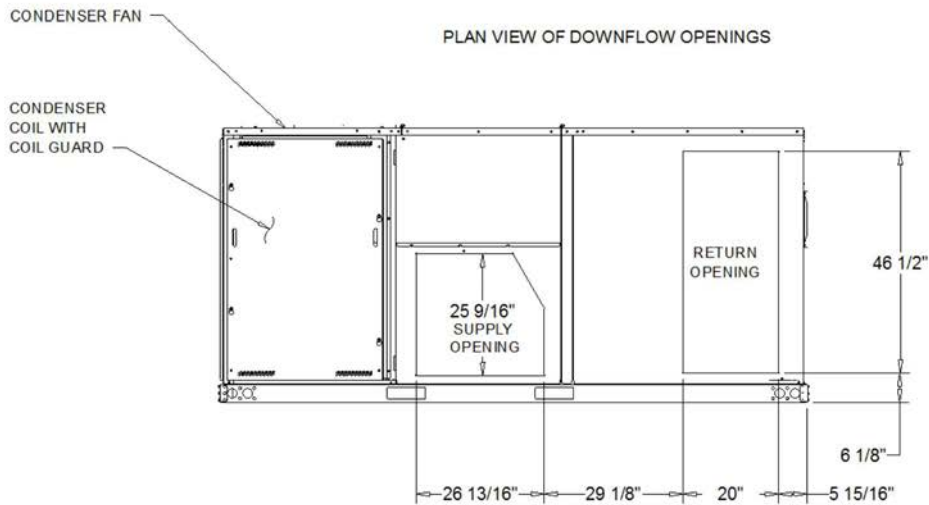 CONDENSER FAN
PLAN VIEW OF DOWNFLOW OPENINGS
CONDENSER
COIL WITH
COIL GUARD
RETURN
OPENING
46 1/2"
25 9/16"
SUPPLY
OPENING
6 1/8"
26 13/16"
29 1/8"
20"
5 15/16"